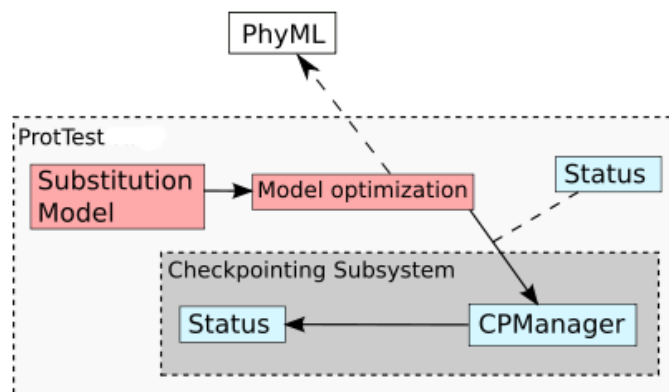 PhyML
ProtTest
Substitution
Model
Model optimization
Status
Checkpointing Subsystem
Status
CPManager